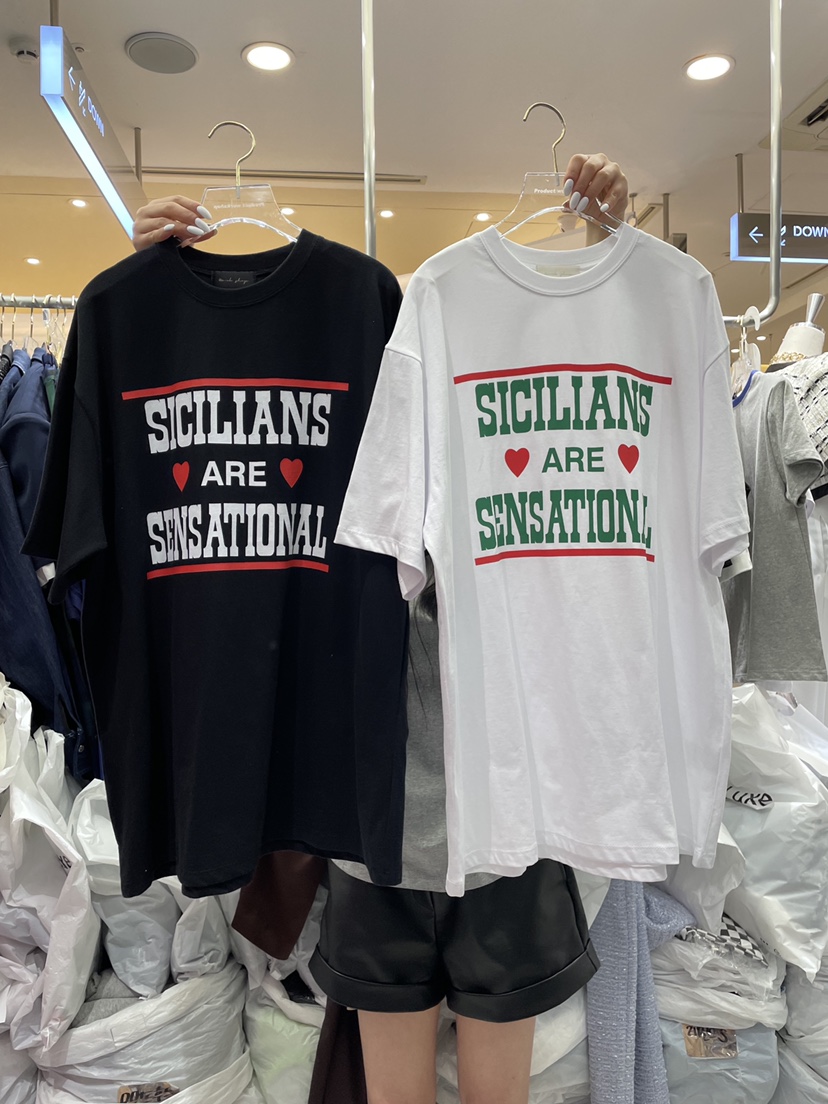 ← DOWN
← DOWN
SICILIANS
ARE
SENSATIONAL
SICILIANS
ARE
SENSATIONAL